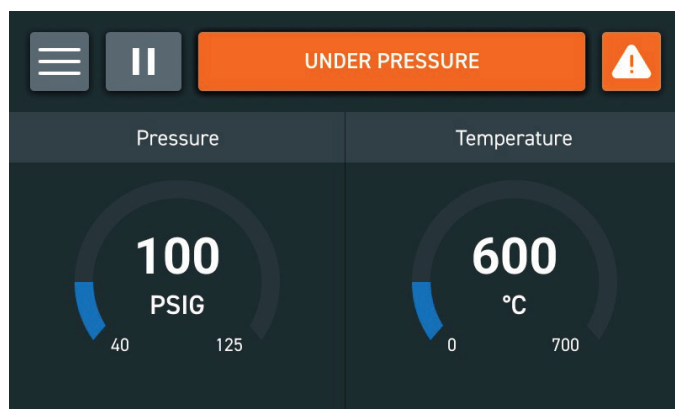 UNDER PRESSURE
Pressure
Temperature
100
PSIG
40
125
600
°C
0
700